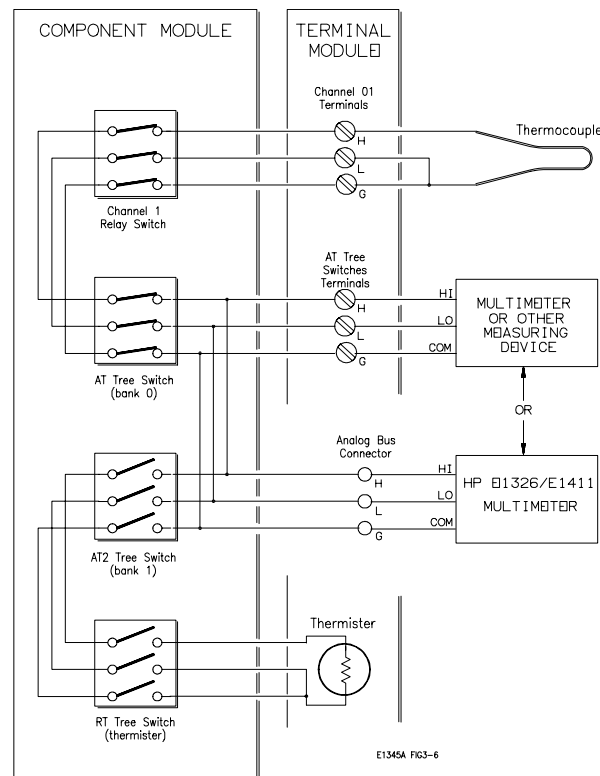 COMPONENT MODULE
TERMINAL
MODULE
Channel 01
Terminals
H
L
G
Thermocouple
Channel 1
Relay Switch
AT Tree
Switches
Terminals
H
L
G
HI
LO
COM
MULTIMETER
OR OTHER
MEASURING
DEVICE
AT Tree Switch
(bank 0)
OR
Analog Bus
Connector
H
L
G
HI
LO
COM
HP E1326/E1411
MULTIMETER
AT2 Tree Switch
(bank 1)
Thermister
RT Tree Switch
(thermister)
E1345A FIG3-6